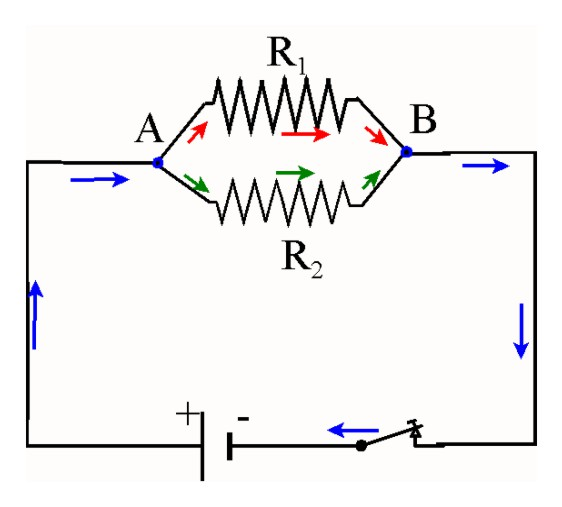 R₁
A
B
R₂
+ -